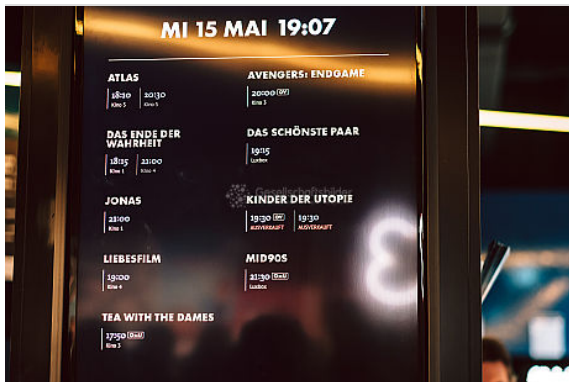 MI 15 MAI 19:07
ATLAS
18:10 20:30
Kino 5 Kino 5
DAS ENDE DER
WAHRHEIT
18:15 21:00
Kino 1 Kino 4
JONAS
21:00
Kino 1
LIEBESFILM
19:00
Kino 4
TEA WITH THE DAMES
17:50 OmU
Kino 3
AVENGERS: ENDGAME
20:00 OV
Kino 3
DAS SCHÖNSTE PAAR
19:15
Luxbox
Gesellschaftsbilder
KINDER DER UTOPIE
19:30 19:30
AUSVERKAUFT AUSVERKAUFT
MID90S
21:30 OmU
Luxbox
3